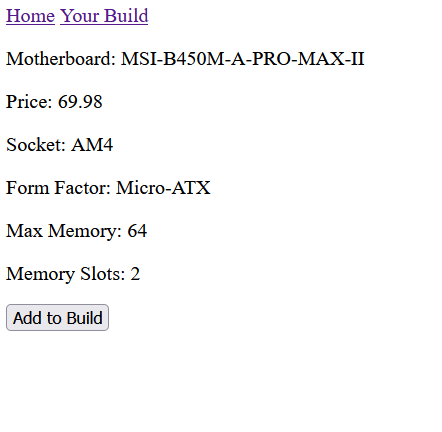 Home Your Build
Motherboard: MSI-B450M-A-PRO-MAX-II
Price: 69.98
Socket: AM4
Form Factor: Micro-ATX
Max Memory: 64
Memory Slots: 2
Add to Build